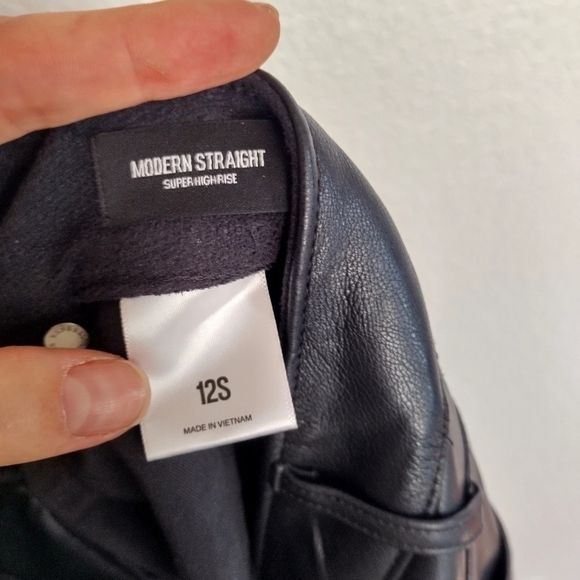 MODERN STRAIGHT
SUPER HIGH RISE
12S
MADE IN VIETNAM